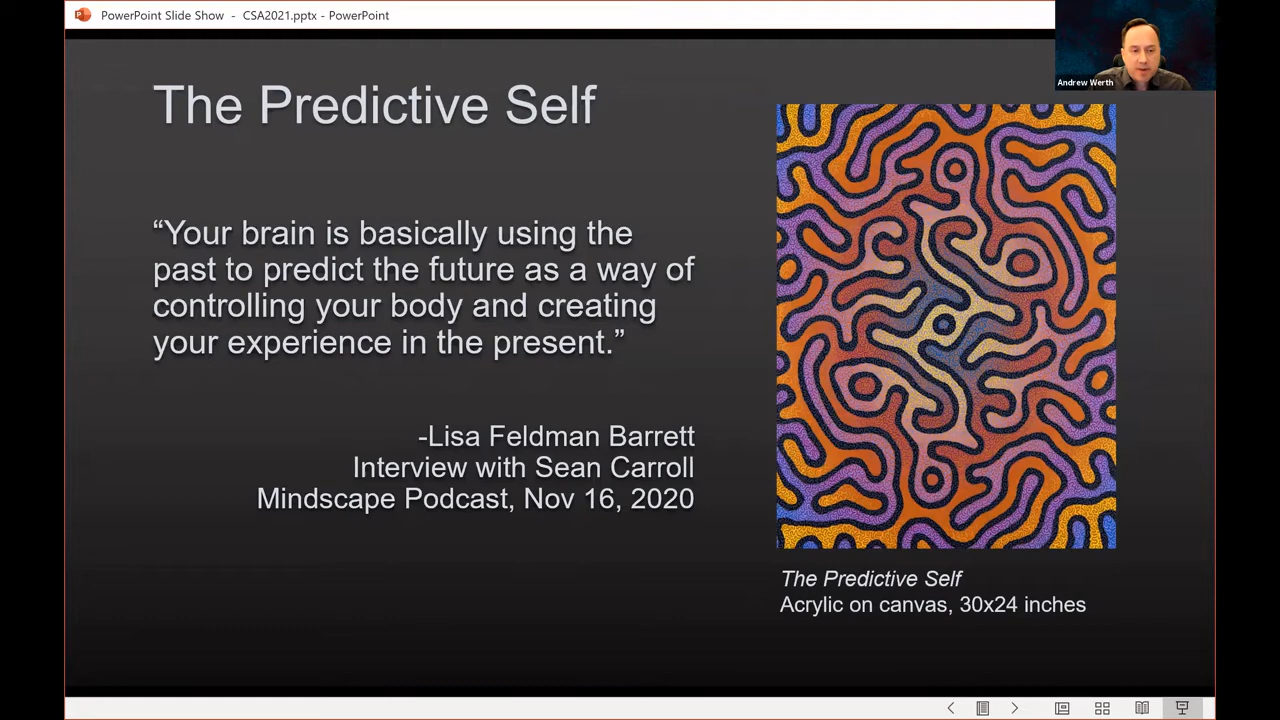 PowerPoint Slide Show - CSA2021.pptx - PowerPoint
Andrew Werth
The Predictive Self
“Your brain is basically using the
past to predict the future as a way of
controlling your body and creating
your experience in the present.”
-Lisa Feldman Barrett
Interview with Sean Carroll
Mindscape Podcast, Nov 16, 2020
The Predictive Self
Acrylic on canvas, 30x24 inches